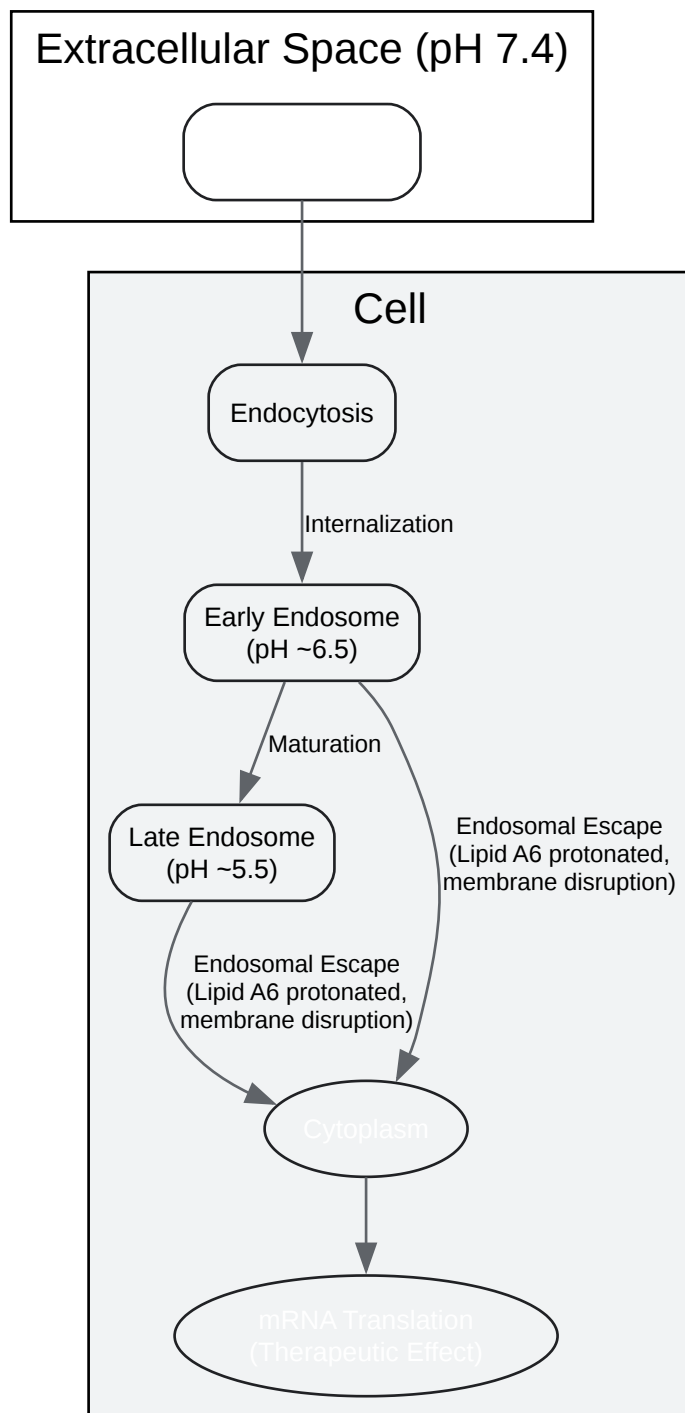 Extracellular Space (pH 7.4)
Cell
Endocytosis
Internalization
Early Endosome
(pH ~6.5)
Maturation
Late Endosome
(pH ~5.5)
Endosomal Escape
(Lipid A6 protonated,
membrane disruption)
Endosomal Escape
(Lipid A6 protonated,
membrane disruption)
Cytoplasm
mRNA Translation
(Therapeutic Effect)